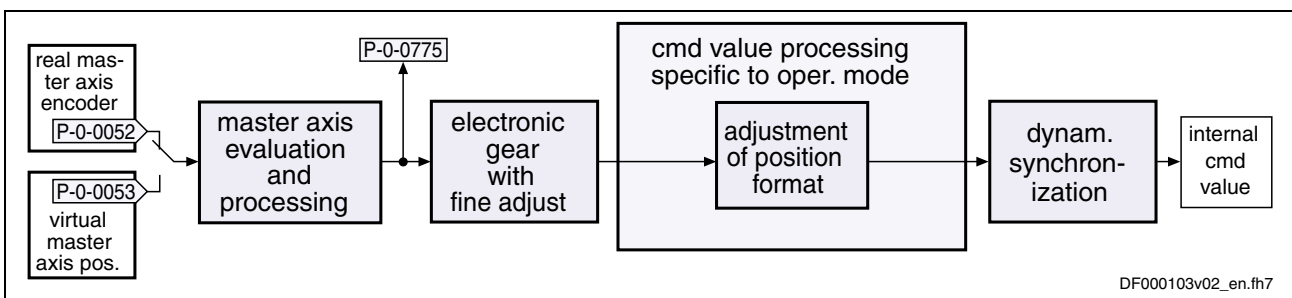 real mas-
ter axis
encoder
P-0-0052
P-0-0053
virtual
master
axis pos.
master axis
evaluation
and
processing
P-0-0775
electronic
gear
with
fine adjust
cmd value processing
specific to oper. mode
adjustment
of position
format
dynam.
synchron-
ization
internal
cmd
value
DF000103v02_en.fh7